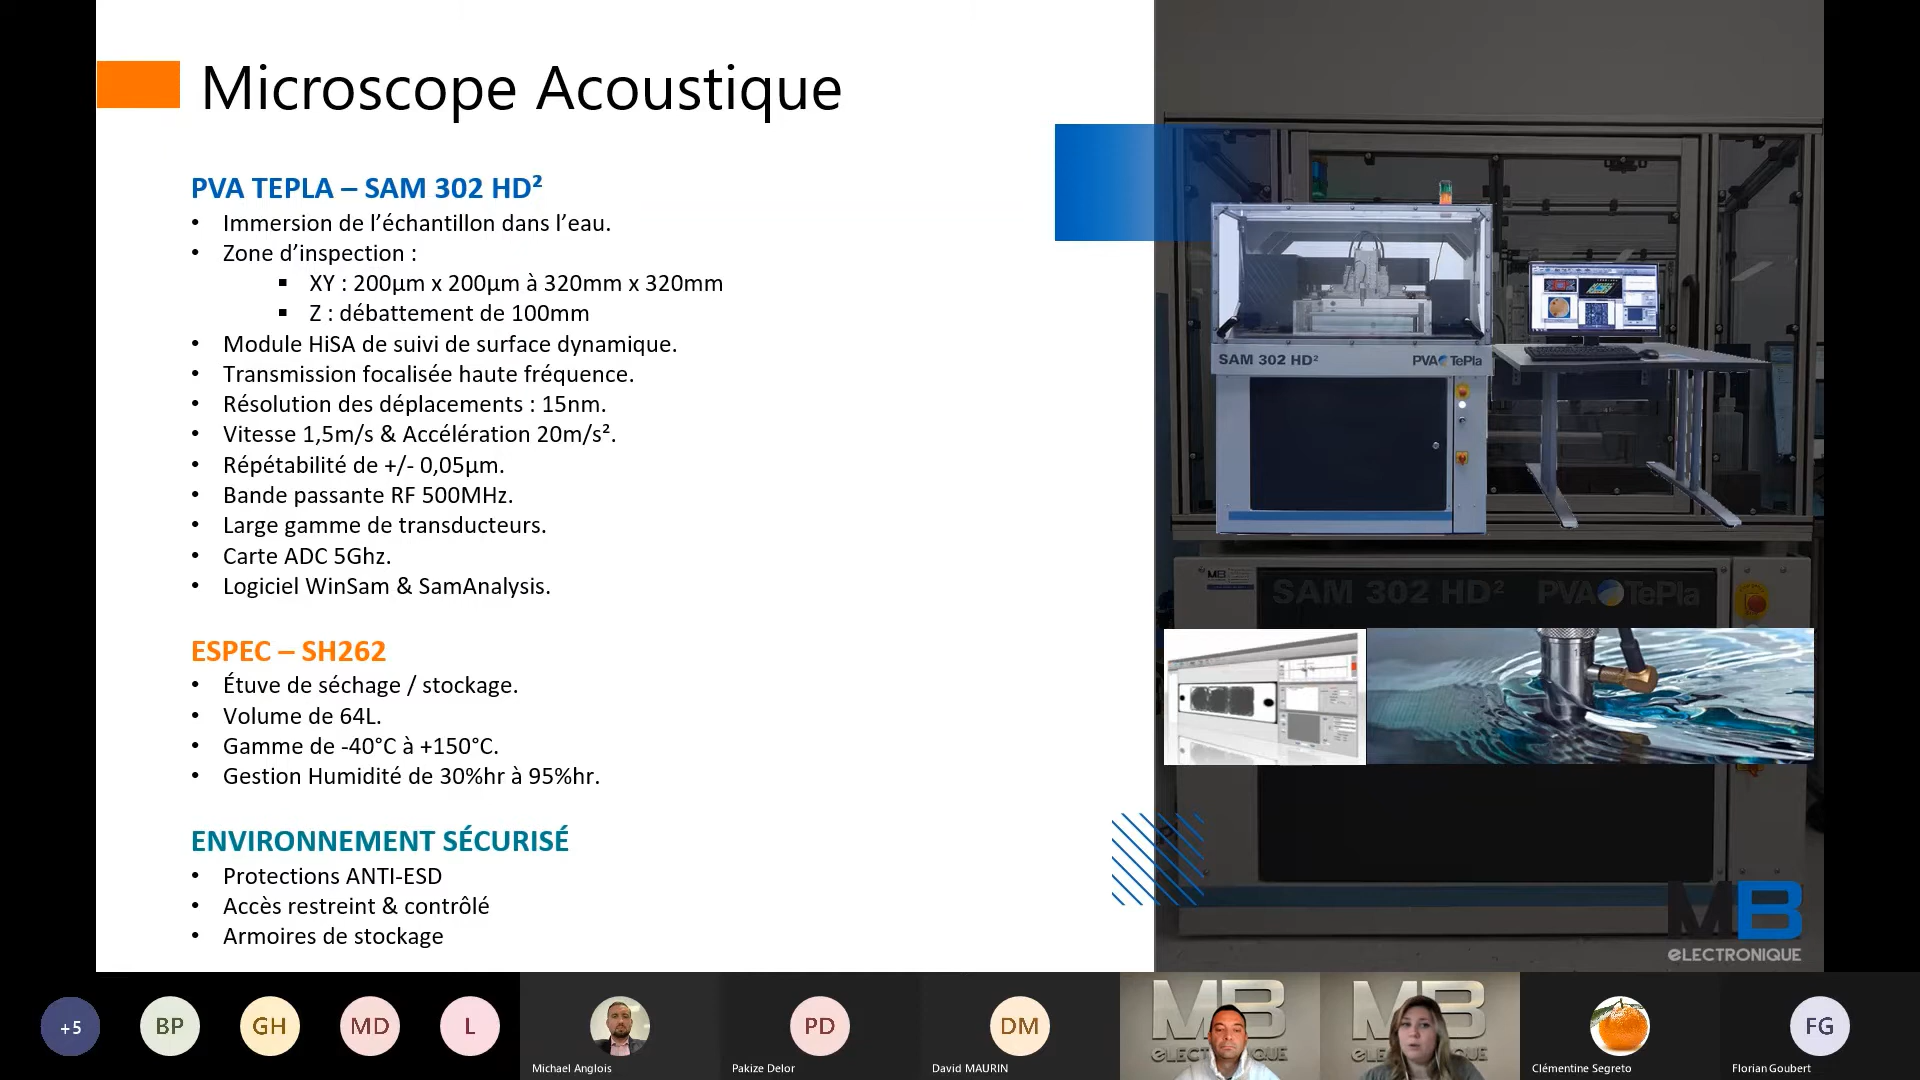 Microscope Acoustique
PVA TEPLA – SAM 302 HD²
• Immersion de l’échantillon dans l’eau.
• Zone d’inspection :
▪ XY : 200µm x 200µm à 320mm x 320mm
▪ Z : débattement de 100mm
• Module HiSA de suivi de surface dynamique.
• Transmission focalisée haute fréquence.
• Résolution des déplacements : 15nm.
• Vitesse 1,5m/s & Accélération 20m/s².
• Répétabilité de +/- 0,05µm.
• Bande passante RF 500MHz.
• Large gamme de transducteurs.
• Carte ADC 5Ghz.
• Logiciel WinSam & SamAnalysis.
ESPEC – SH262
• Étuve de séchage / stockage.
• Volume de 64L.
• Gamme de -40°C à +150°C.
• Gestion Humidité de 30%hr à 95%hr.
ENVIRONNEMENT SÉCURISÉ
• Protections ANTI-ESD
• Accès restreint & contrôlé
• Armoires de stockage
SAM 302 HD² PVA TePla
MB
SAM 302 HD² PVA TePla
MB
eLECTRONIQUE
+5
BP
GH
MD
L
Michael Anglois
PD
Pakize Delor
DM
David MAURIN
MB
eLECTRONIQUE
MB
eLECTRONIQUE
Clémentine Segreto
FG
Florian Goubert